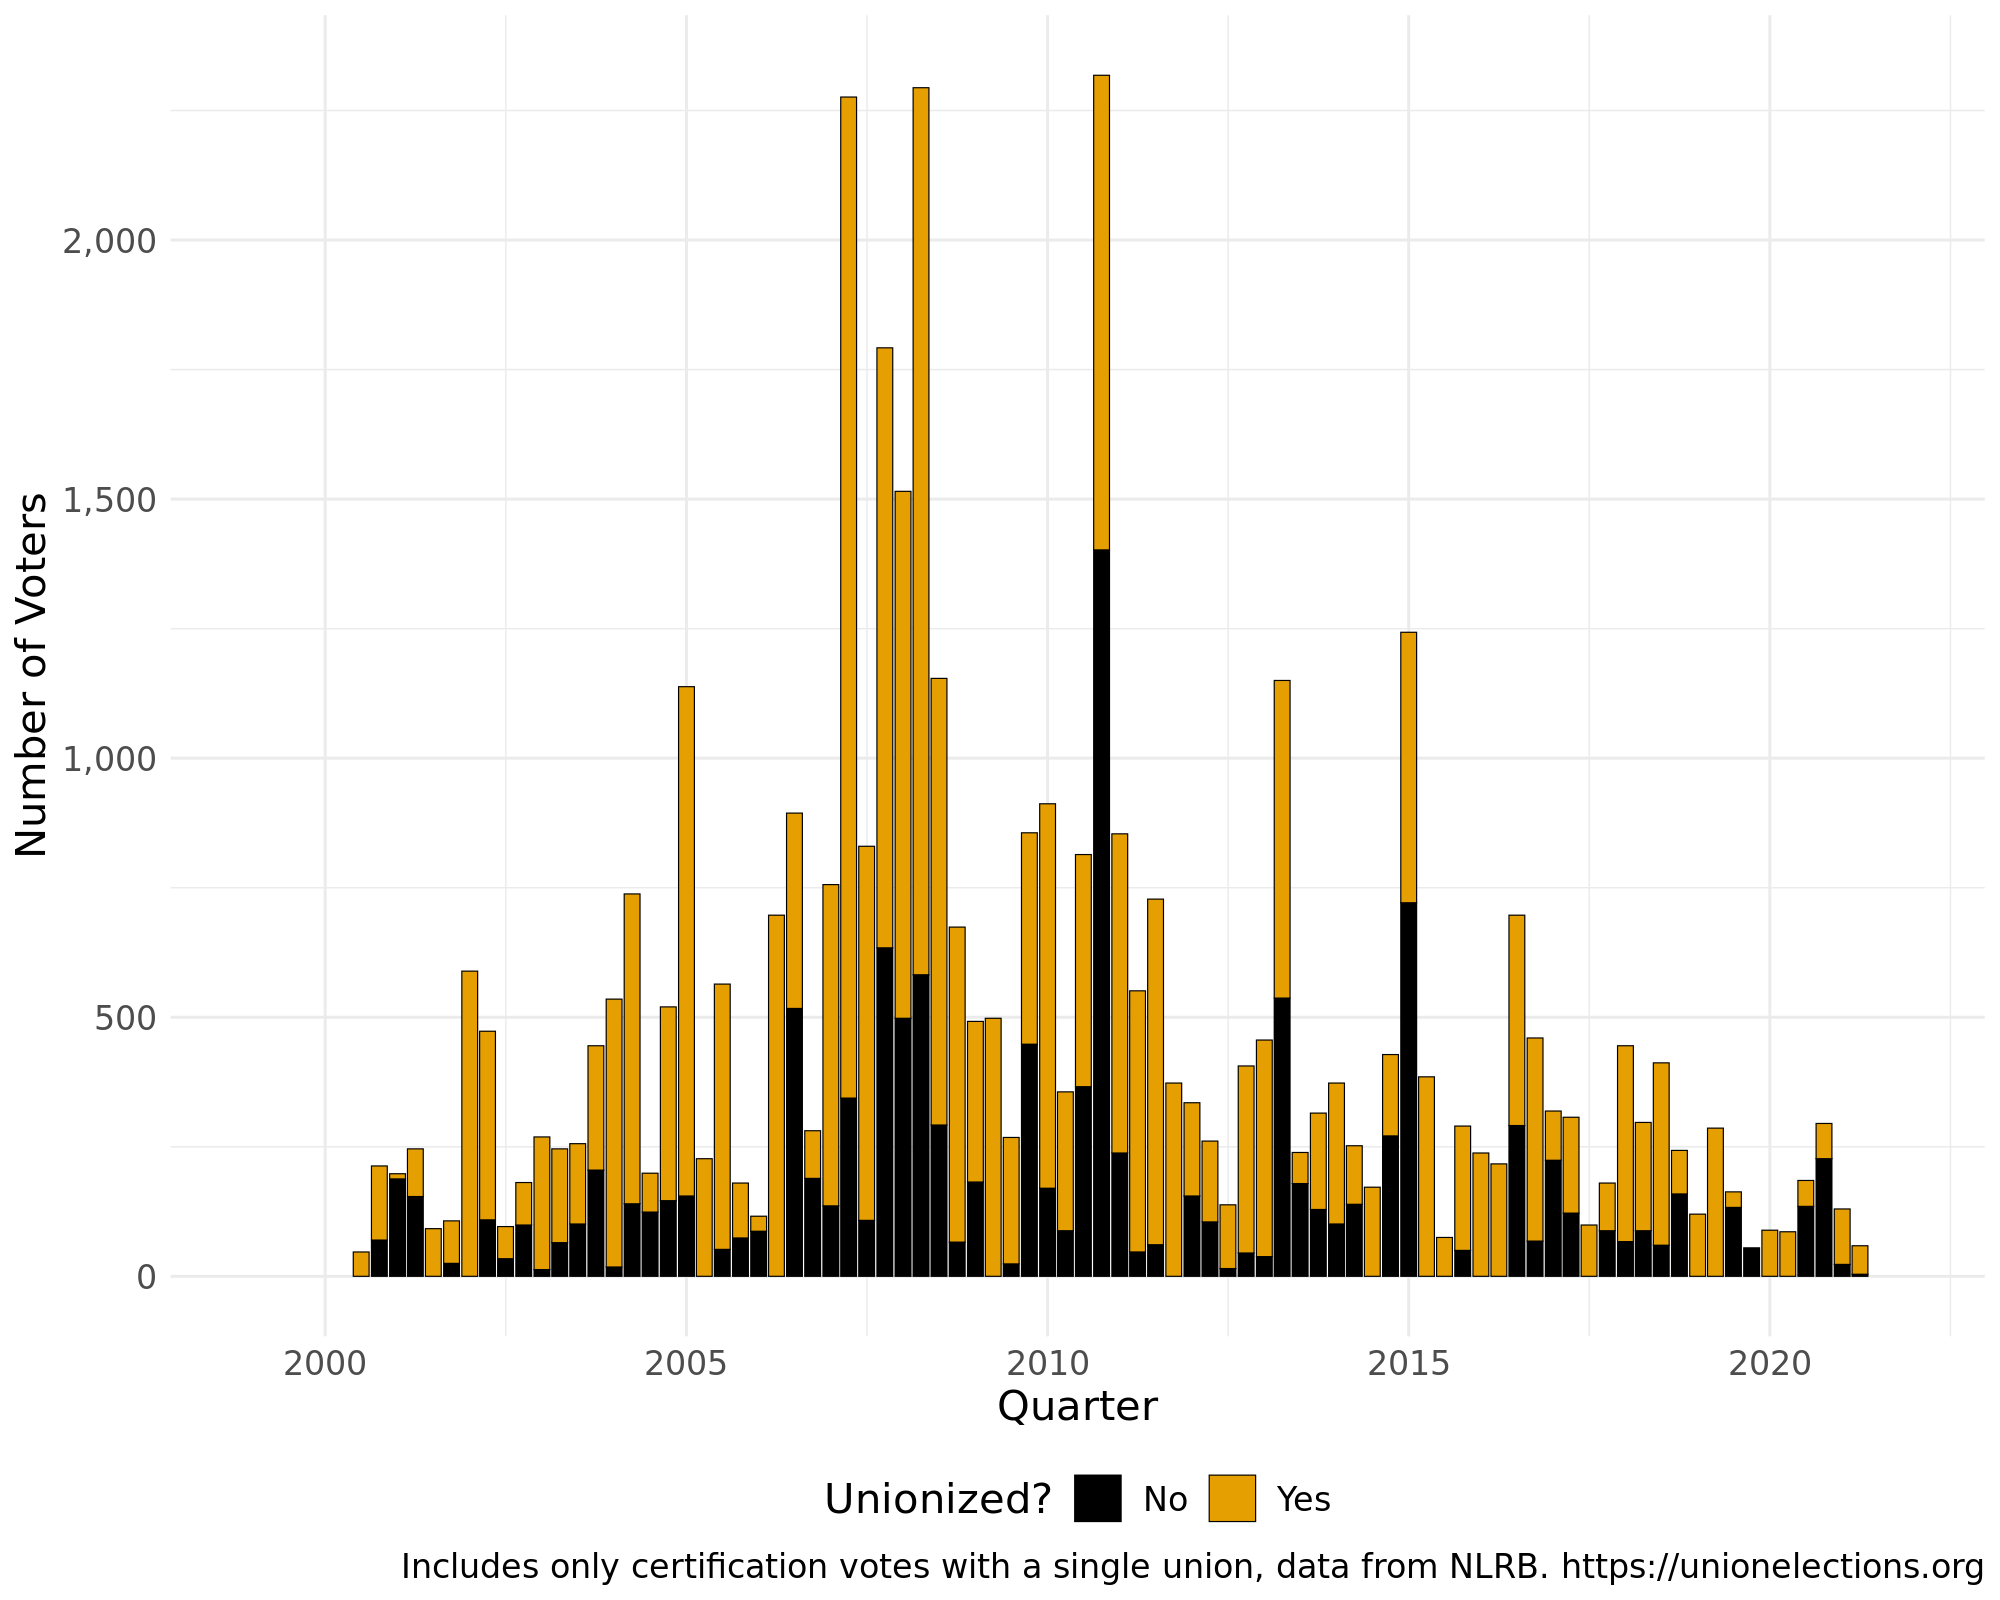 Number of Voters
2,000
1,500
1,000
500
0
2000 2005 2010 2015 2020
Quarter
Unionized? No Yes
Includes only certification votes with a single union, data from NLRB. https://unionelections.org